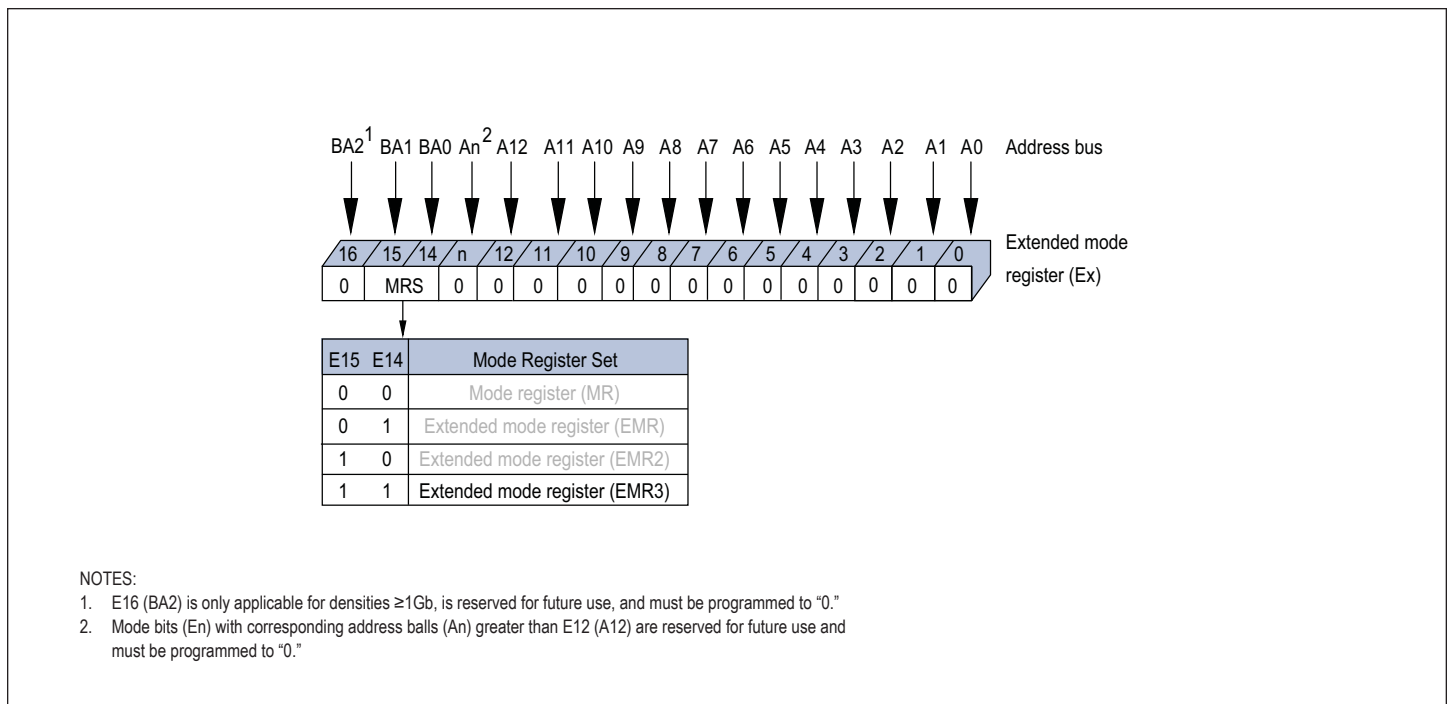 BA2¹ BA1 BA0 An² A12 A11 A10 A9 A8 A7 A6 A5 A4 A3 A2 A1 A0 Address bus
16 15 14 n 12 11 10 9 8 7 6 5 4 3 2 1 0 Extended mode
0 MRS 0 0 0 0 0 0 0 0 0 0 0 0 0 0 register (Ex)
E15 E14 Mode Register Set
0 0 Mode register (MR)
0 1 Extended mode register (EMR)
1 0 Extended mode register (EMR2)
1 1 Extended mode register (EMR3)
NOTES:
1. E16 (BA2) is only applicable for densities ≥1Gb, is reserved for future use, and must be programmed to “0.”
2. Mode bits (En) with corresponding address balls (An) greater than E12 (A12) are reserved for future use and
must be programmed to “0.”